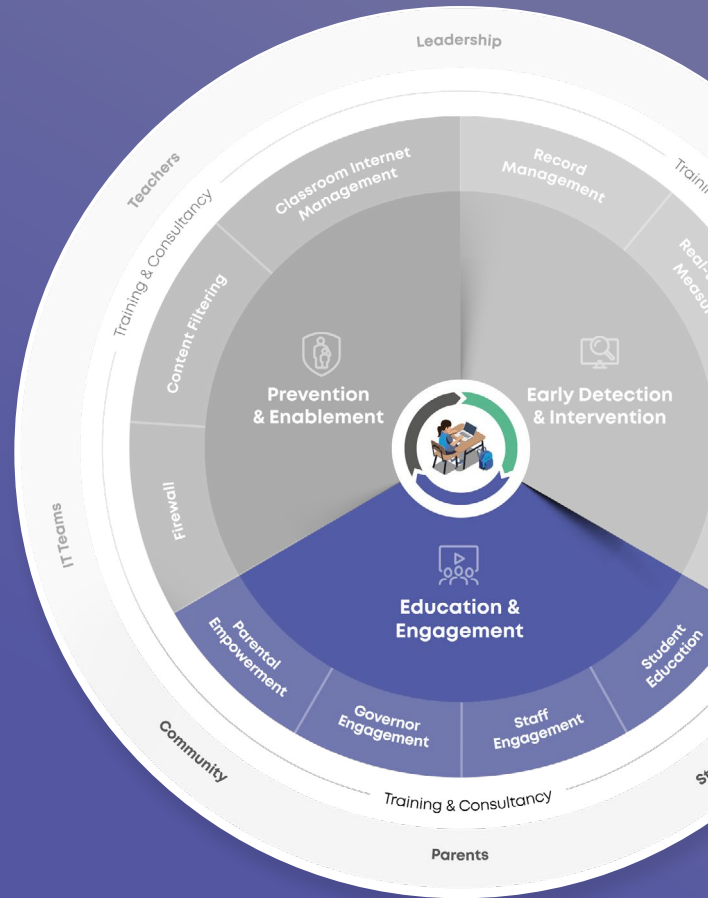 Leadership
Teachers
Training & Consultancy
Classroom Internet
Management
Record
Management
Content Filtering
Prevention
& Enablement
Early Detection
& Intervention
Firewall
IT Teams
Education &
Engagement
Parental
Empowerment
Governor
Engagement
Staff
Engagement
Student
Education
Community
Training & Consultancy
Parents